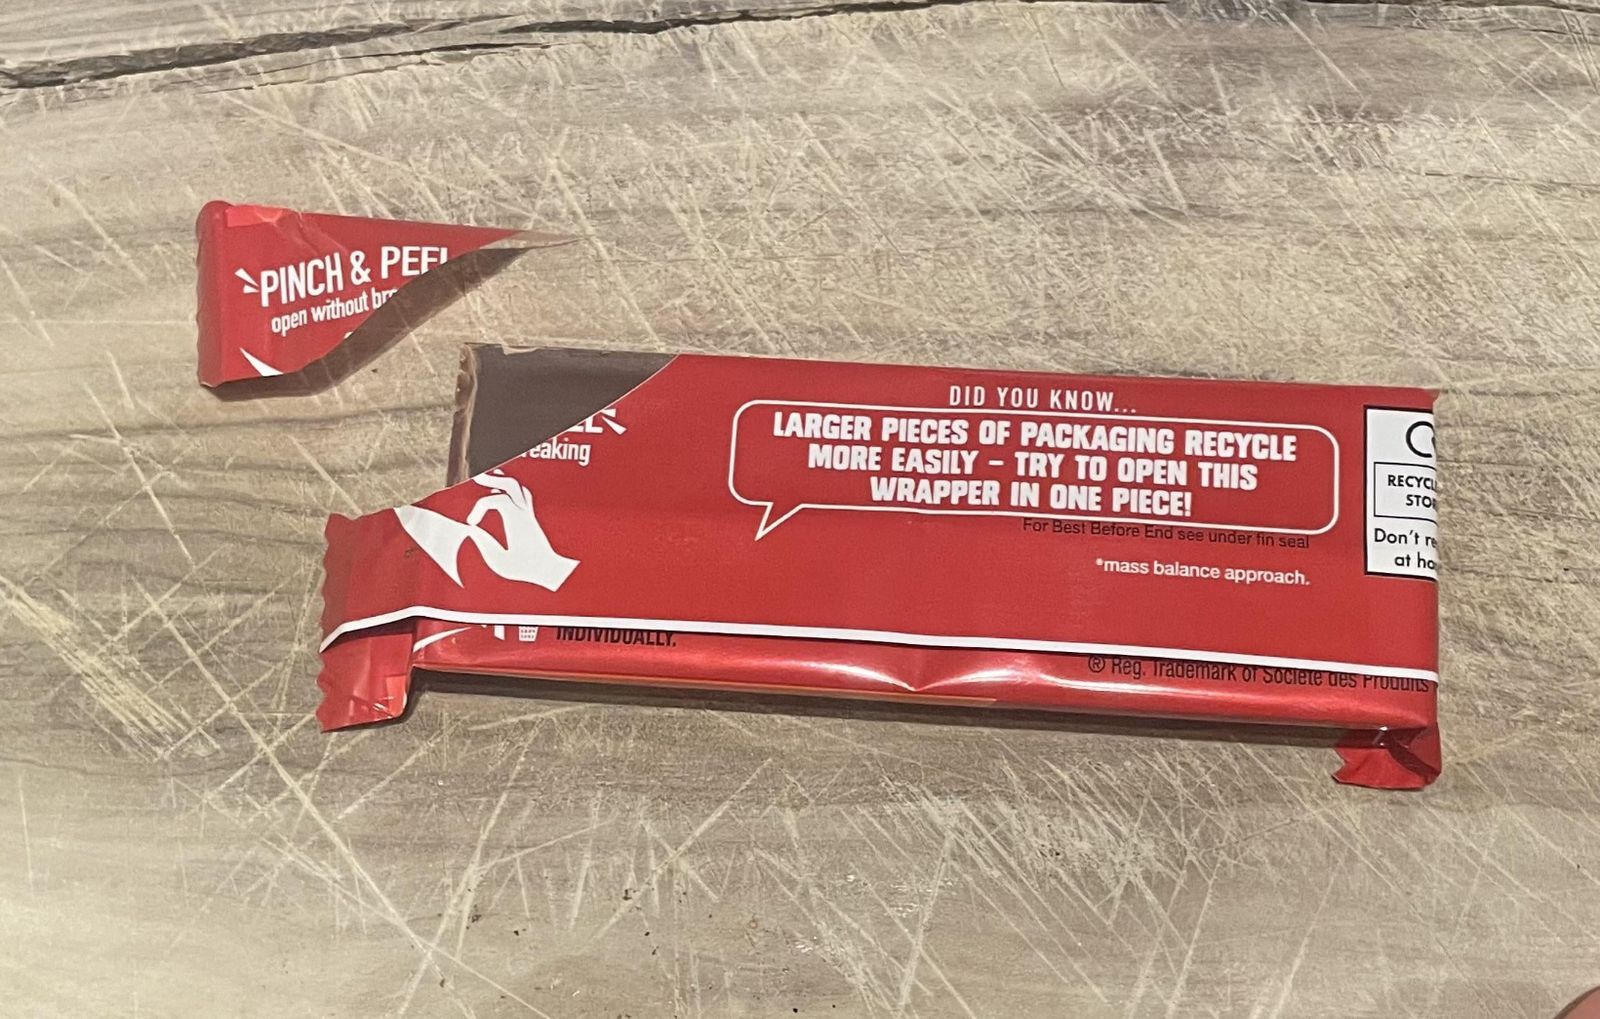 PINCH & PEEL
open without
eaking
DID YOU KNOW...
LARGER PIECES OF PACKAGING RECYCLE
MORE EASILY – TRY TO OPEN THIS
WRAPPER IN ONE PIECE!
For Best Before End see under fin seal
*mass balance approach.
RECYCL
STO
Don't re
at ho
INDIVIDUALLY.
® Reg. Trademark of Société des Produits